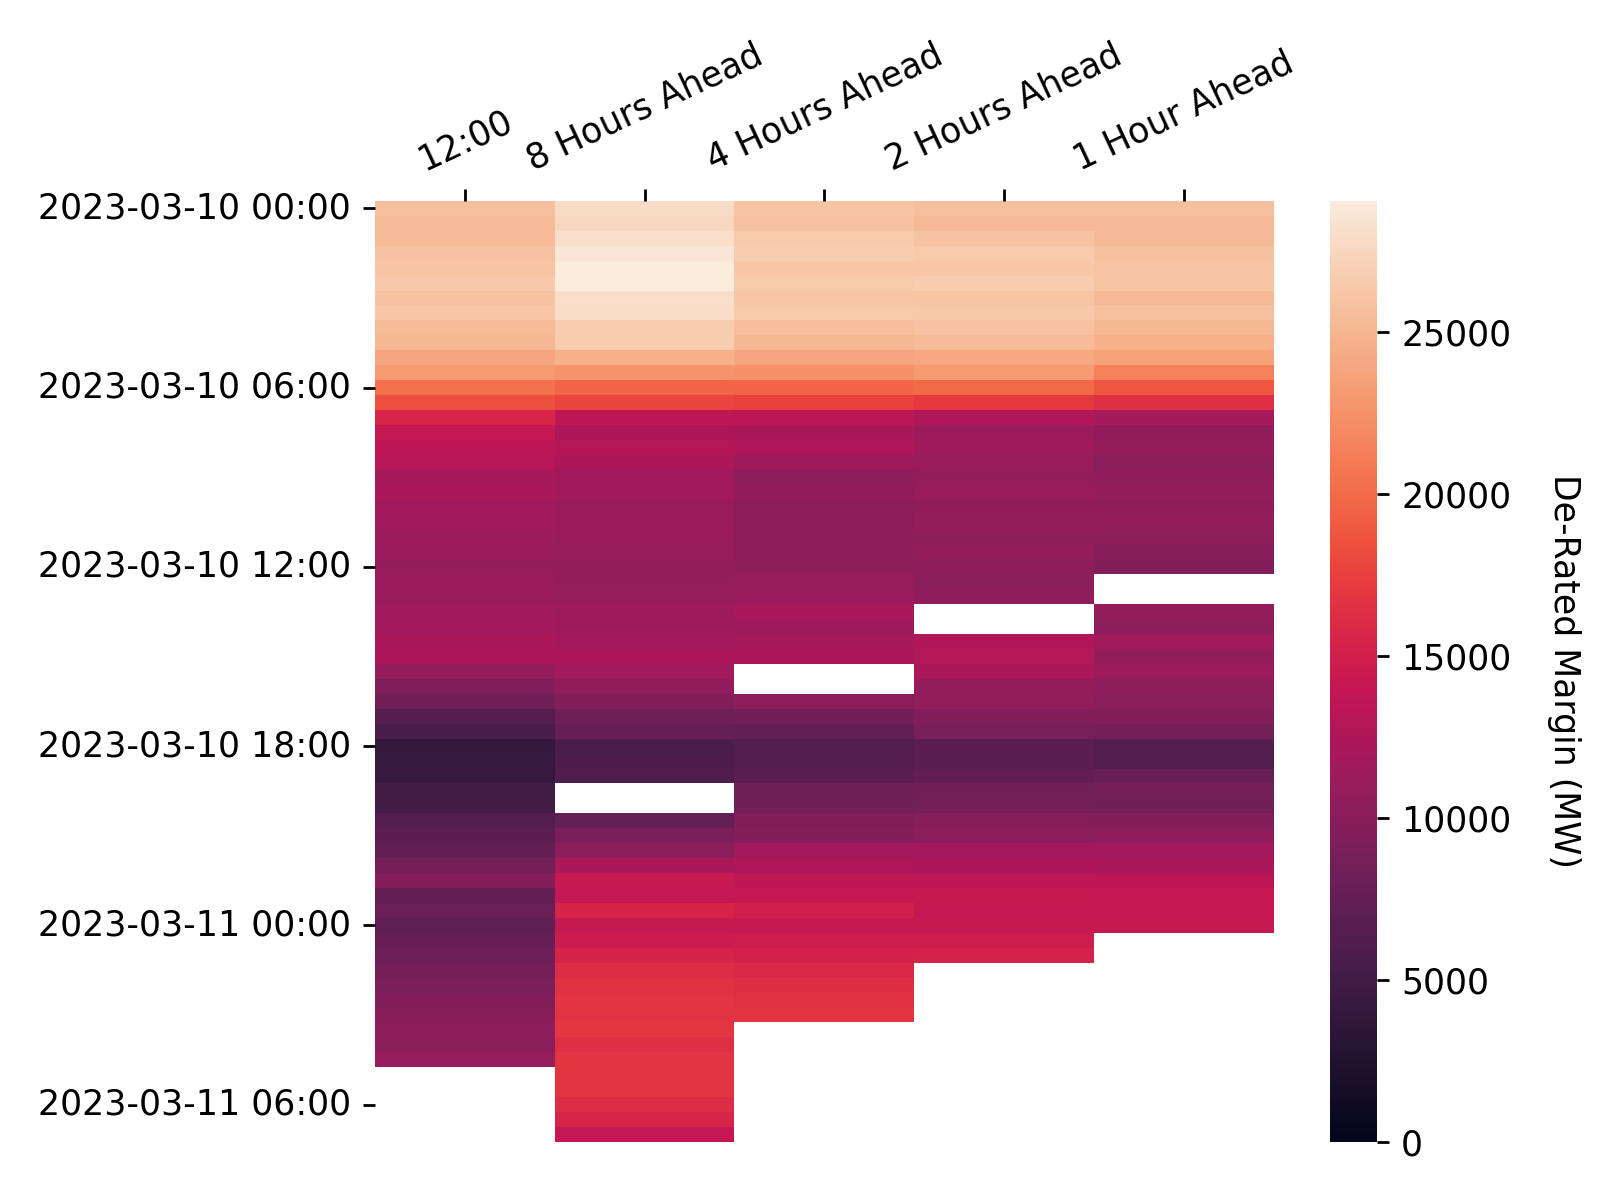 12:00
8 Hours Ahead
4 Hours Ahead
2 Hours Ahead
1 Hour Ahead
2023-03-10 00:00
2023-03-10 06:00
2023-03-10 12:00
2023-03-10 18:00
2023-03-11 00:00
2023-03-11 06:00
25000
20000
15000
10000
5000
0
De-Rated Margin (MW)